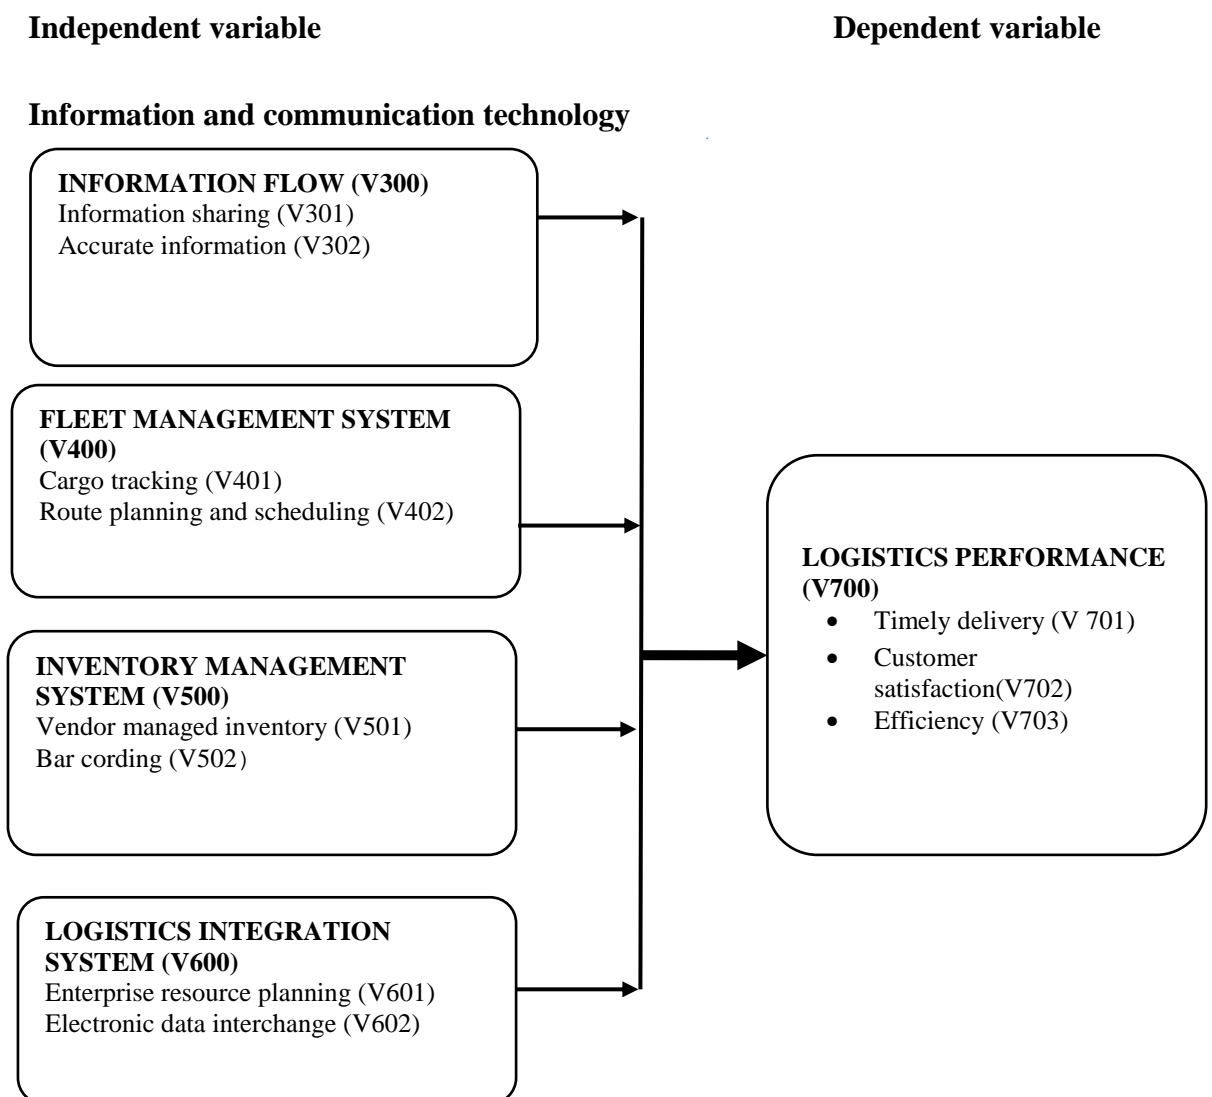 Independent variable
Dependent variable
Information and communication technology
INFORMATION FLOW (V300)
Information sharing (V301)
Accurate information (V302)
FLEET MANAGEMENT SYSTEM
(V400)
Cargo tracking (V401)
Route planning and scheduling (V402)
INVENTORY MANAGEMENT
SYSTEM (V500)
Vendor managed inventory (V501)
Bar cording (V502)
LOGISTICS INTEGRATION
SYSTEM (V600)
Enterprise resource planning (V601)
Electronic data interchange (V602)
LOGISTICS PERFORMANCE
(V700)
• Timely delivery (V 701)
• Customer
satisfaction(V702)
• Efficiency (V703)